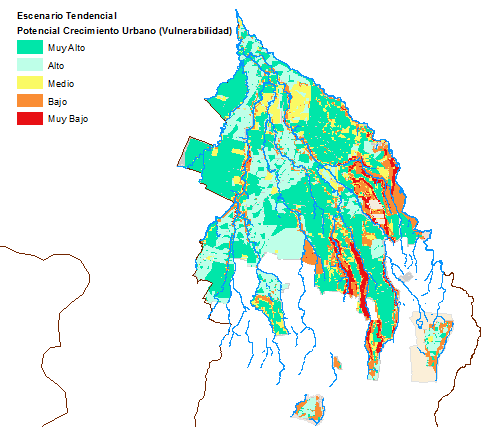 Escenario Tendencial
Potencial Crecimiento Urbano (Vulnerabilidad)
Muy Alto
Alto
Medio
Bajo
Muy Bajo